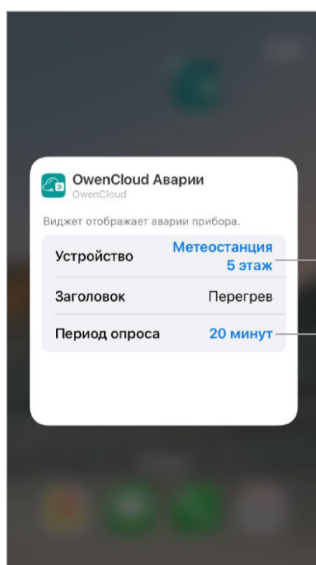 OwenCloud Аварии
OwenCloud
Виджет отображает аварии прибора.
Устройство Метеостанция
5 этаж
Заголовок Перегрев
Период опроса 20 минут